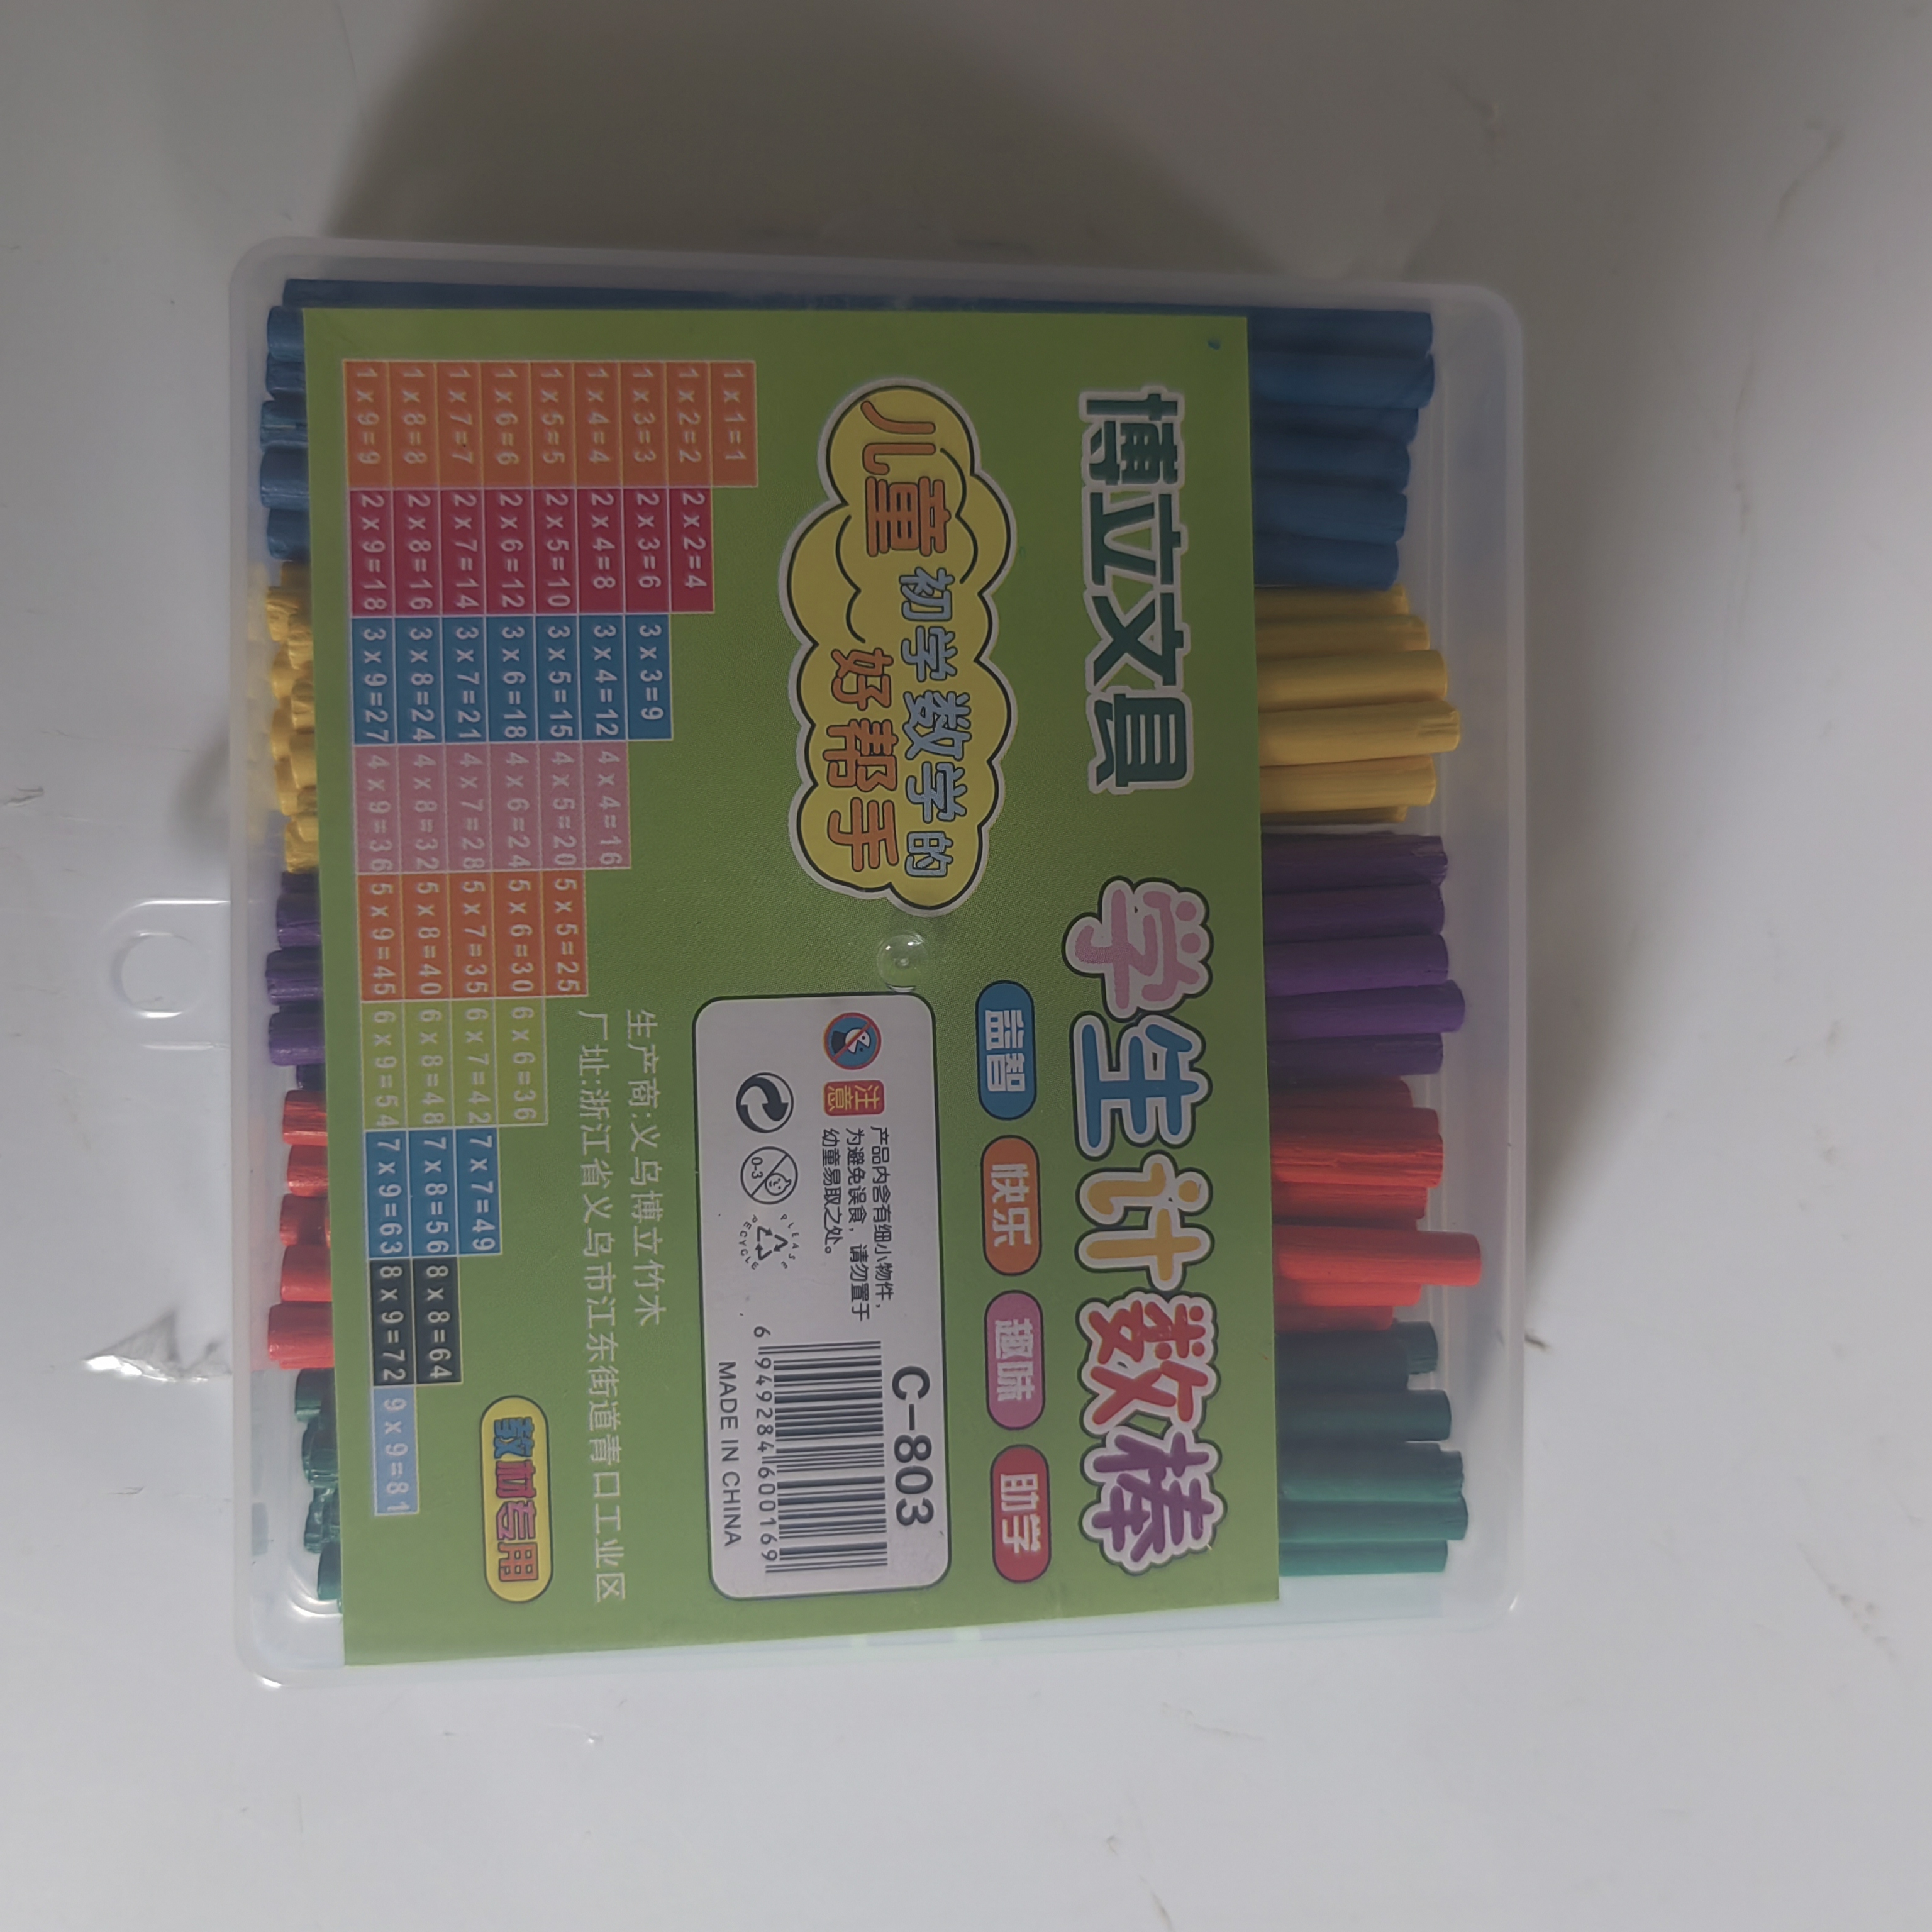 博立文具
学生计数棒
益智 快乐 趣味 助学
儿童初学数学的
好帮手
C-803
注意
产品内含有细小物件，
为避免误食，请勿置于
幼童易取之处。
0-3
PLEASE RECYCLE
6 949284 600169
MADE IN CHINA
生产商:义乌博立竹木
厂址:浙江省义乌市江东街道青口工业区
教材专用
1×1=1
1×2=2 2×2=4
1×3=3 2×3=6 3×3=9
1×4=4 2×4=8 3×4=12 4×4=16
1×5=5 2×5=10 3×5=15 4×5=20 5×5=25
1×6=6 2×6=12 3×6=18 4×6=24 5×6=30 6×6=36
1×7=7 2×7=14 3×7=21 4×7=28 5×7=35 6×7=42 7×7=49
1×8=8 2×8=16 3×8=24 4×8=32 5×8=40 6×8=48 7×8=56 8×8=64
1×9=9 2×9=18 3×9=27 4×9=36 5×9=45 6×9=54 7×9=63 8×9=72 9×9=81